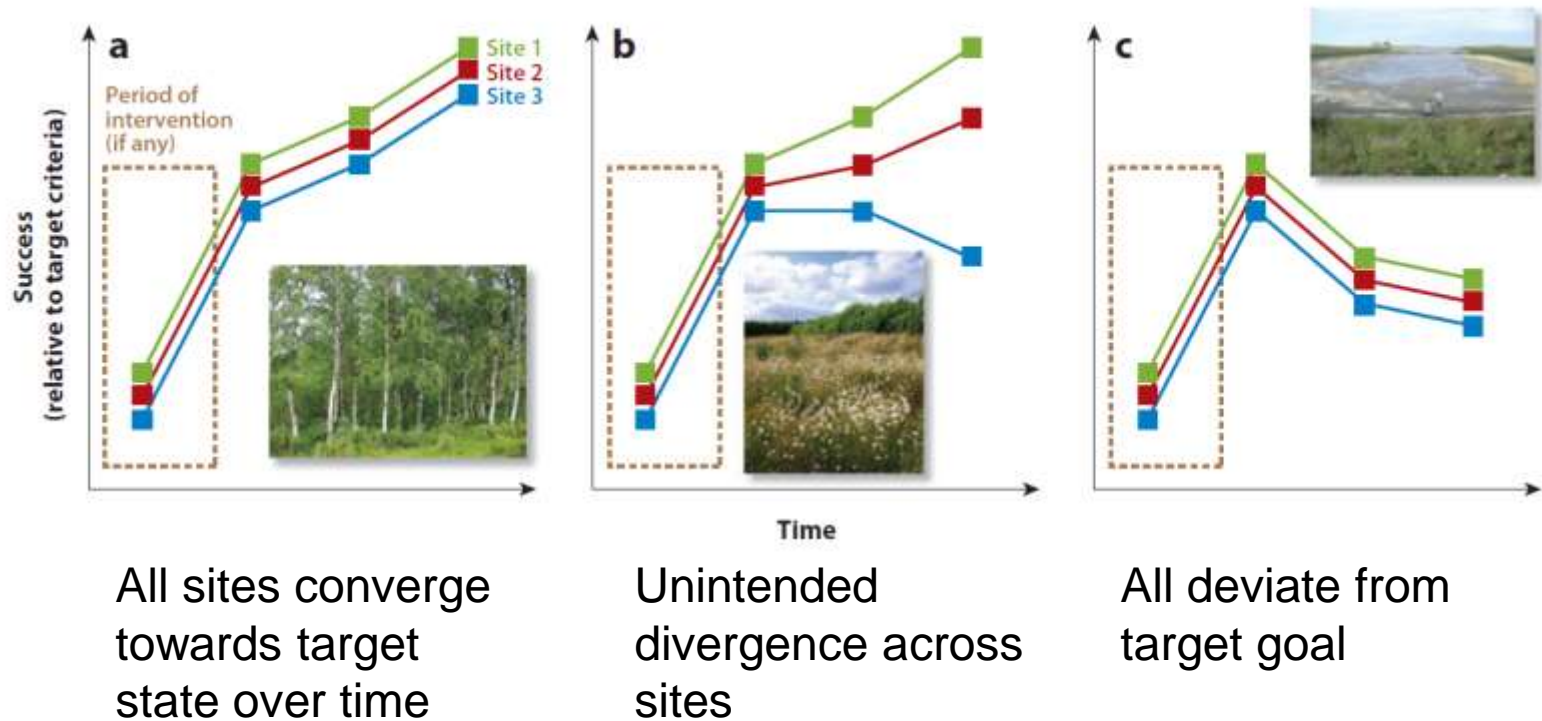 a
Site 1
Site 2
Site 3
Period of
intervention
(if any)
Success
(relative to target criteria)
b
c
Time
All sites converge
towards target
state over time
Unintended
divergence across
sites
All deviate from
target goal